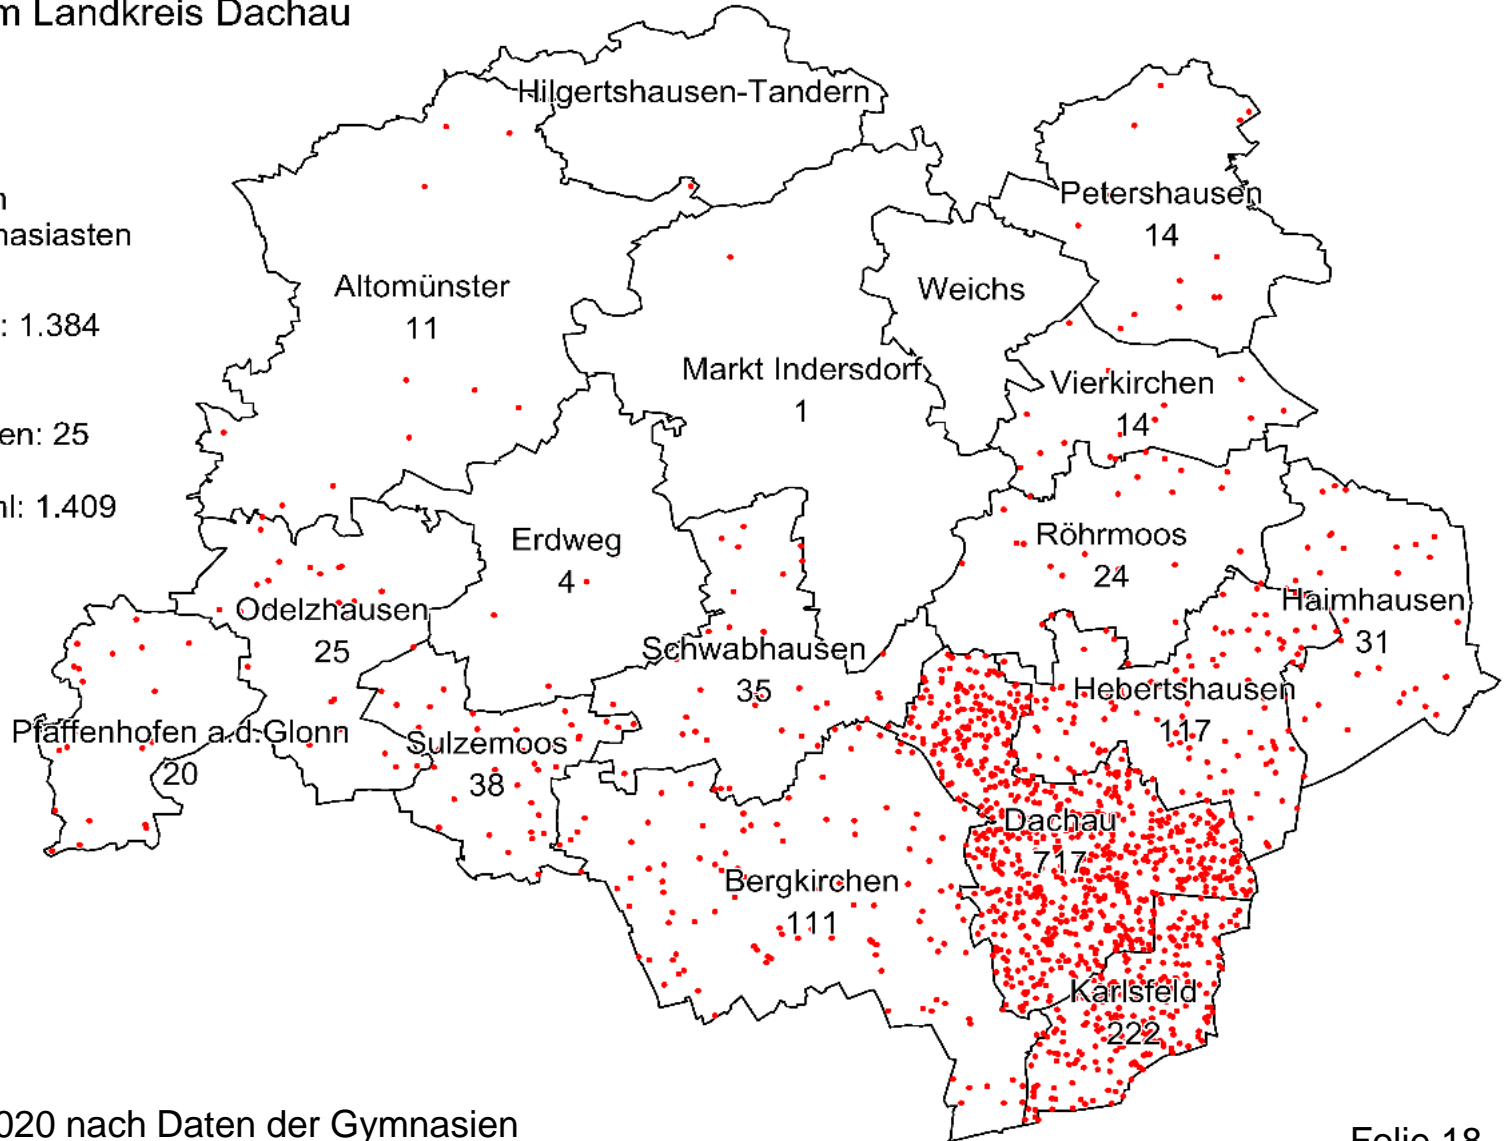 m Landkreis Dachau
Hilgertshausen-Tandern
Petershausen
14
nasiasten
Altomünster
11
Weichs
: 1.384
Markt Indersdorf
1
Vierkirchen
14
en: 25
hl: 1.409
Erdweg
4
Röhrmoos
24
Odelzhausen
25
Haimhausen
31
Schwabhausen
35
Hebertshausen
117
Pfaffenhofen a.d.Glonn
20
Sulzemoos
38
Dachau
717
Bergkirchen
111
Karlsfeld
222
020 nach Daten der Gymnasien
Folie 18